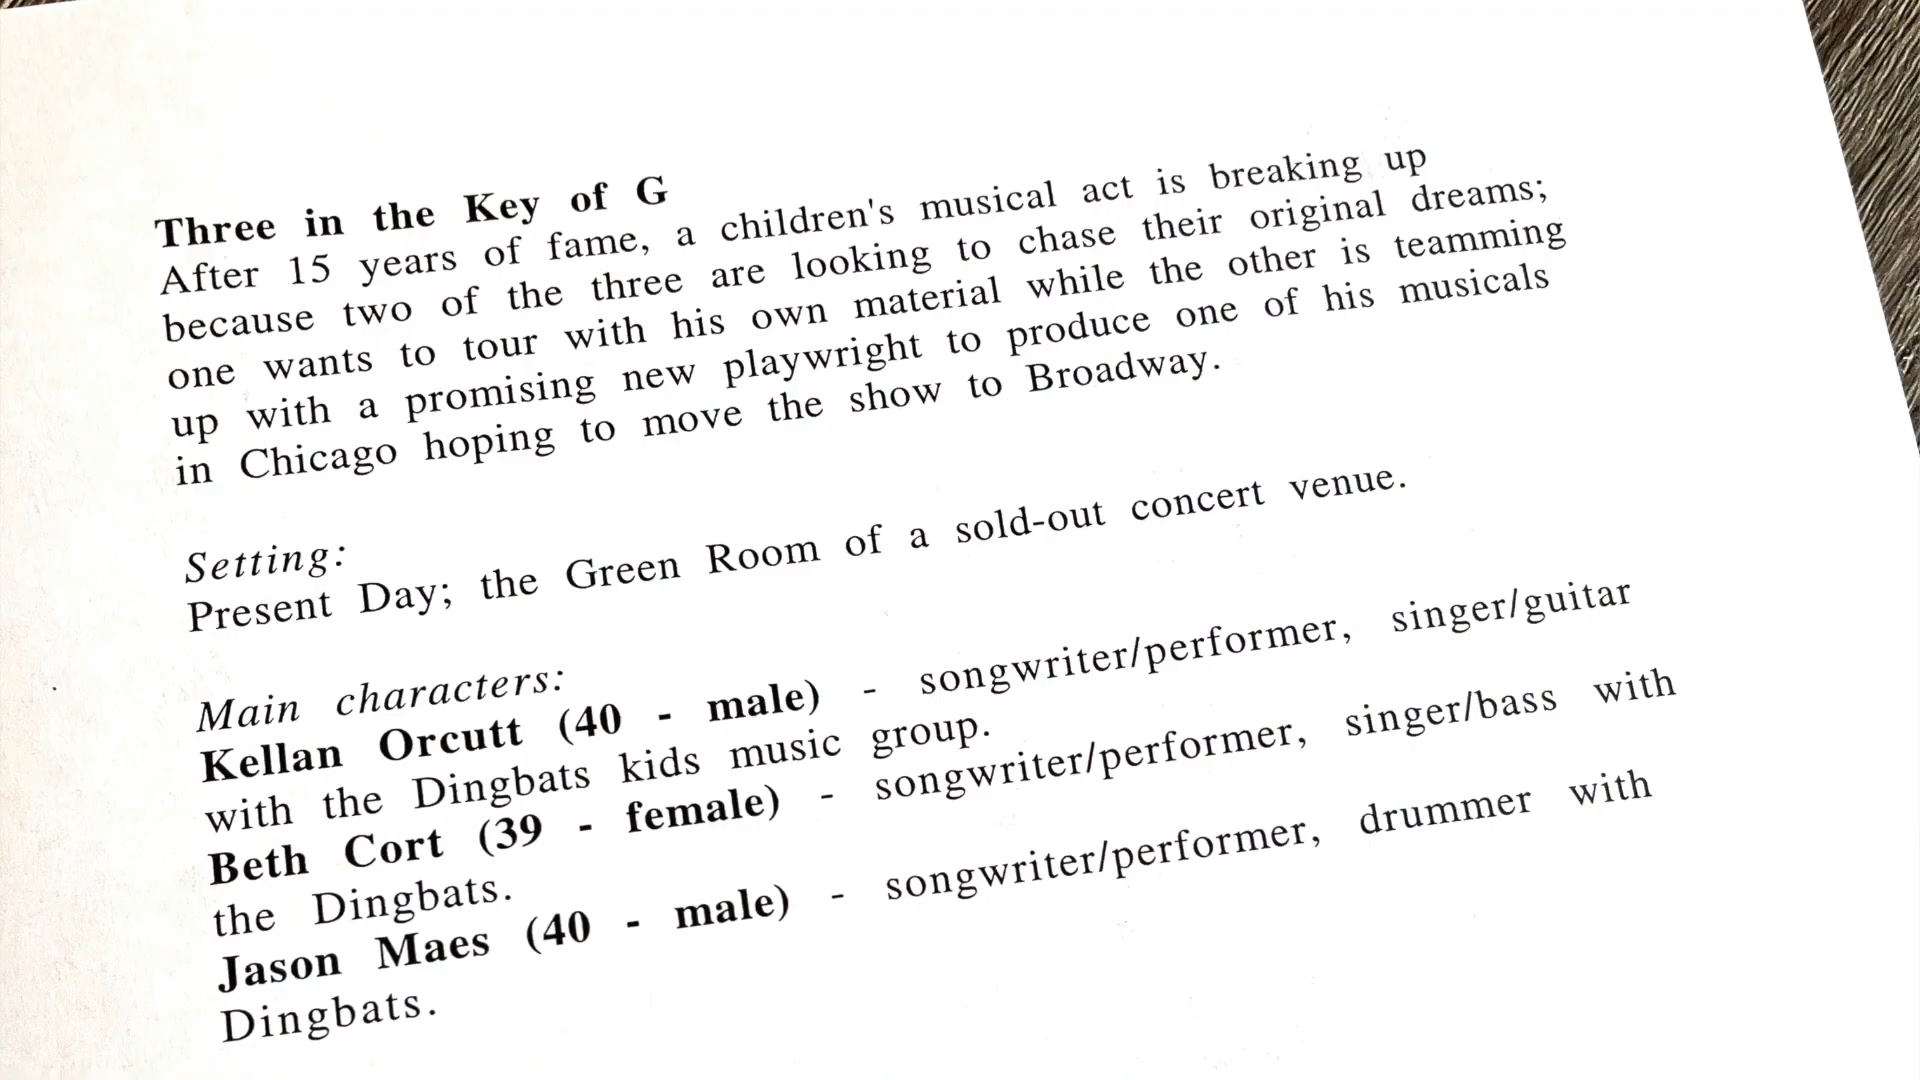 Three in the Key of G
After 15 years of fame, a children's musical act is breaking up
because two of the three are looking to chase their original dreams;
one wants to tour with his own material while the other is teamming
up with a promising new playwright to produce one of his musicals
in Chicago hoping to move the show to Broadway.
Setting:
Present Day; the Green Room of a sold-out concert venue.
Main characters:
Kellan Orcutt (40 - male) - songwriter/performer, singer/guitar
with the Dingbats kids music group.
Beth Cort (39 - female) - songwriter/performer, singer/bass with
the Dingbats.
Jason Maes (40 - male) - songwriter/performer, drummer with
Dingbats.